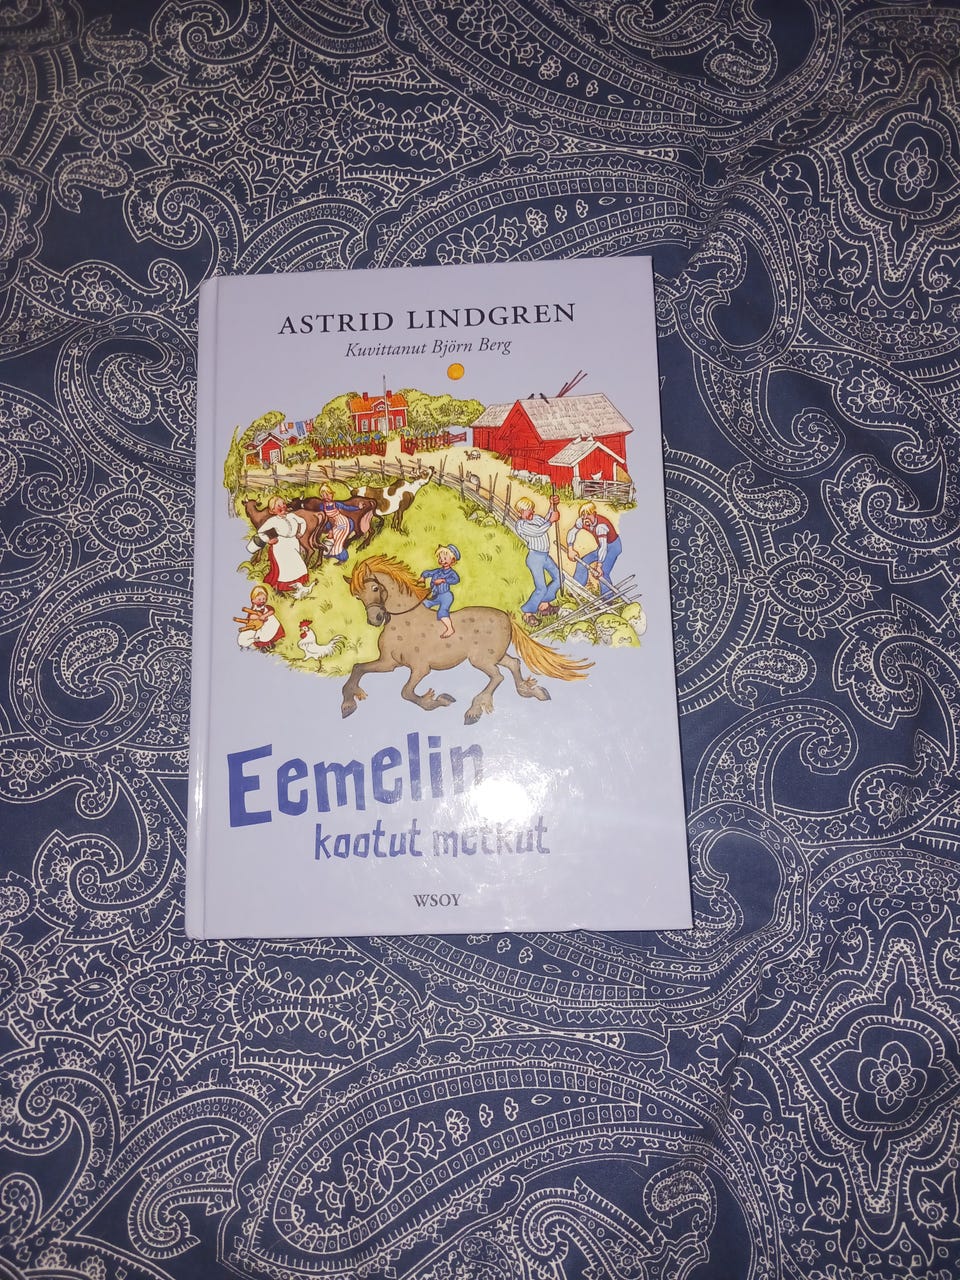 ASTRID LINDGREN
Kuvittanut Björn Berg
Eemelin
kootut metkut
WSOY